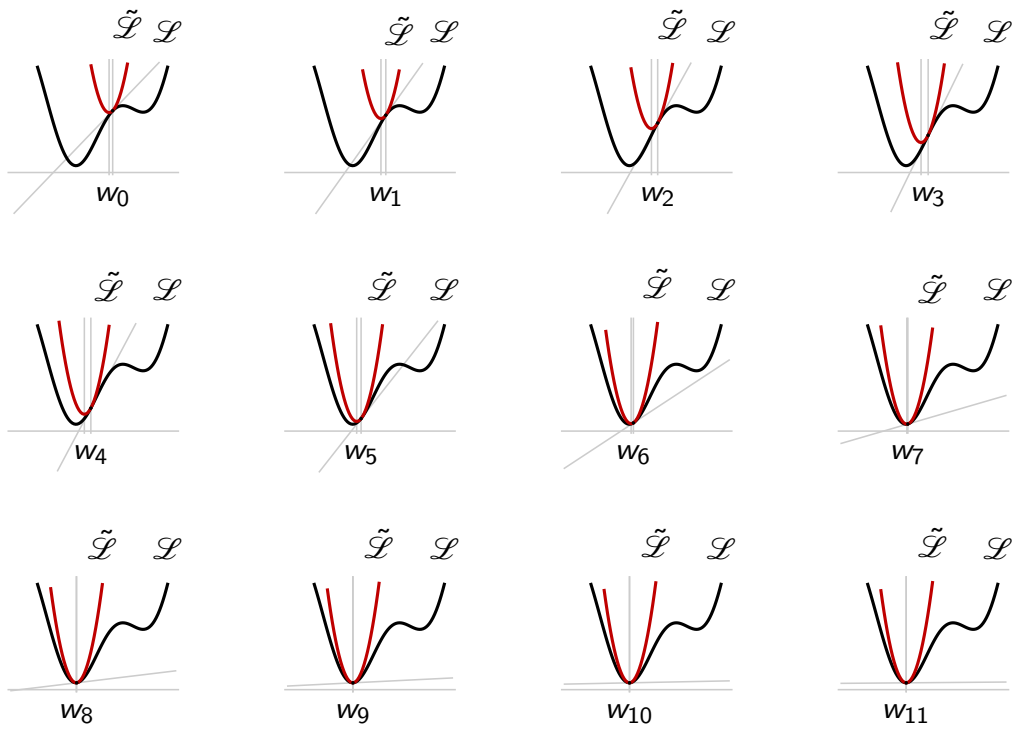 ℒ̃ ℒ ℒ̃ ℒ ℒ̃ ℒ ℒ̃ ℒ
w₀ w₁ w₂ w₃
ℒ̃ ℒ ℒ̃ ℒ ℒ̃ ℒ ℒ̃ ℒ
w₄ w₅ w₆ w₇
ℒ̃ ℒ ℒ̃ ℒ ℒ̃ ℒ ℒ̃ ℒ
w₈ w₉ w₁₀ w₁₁